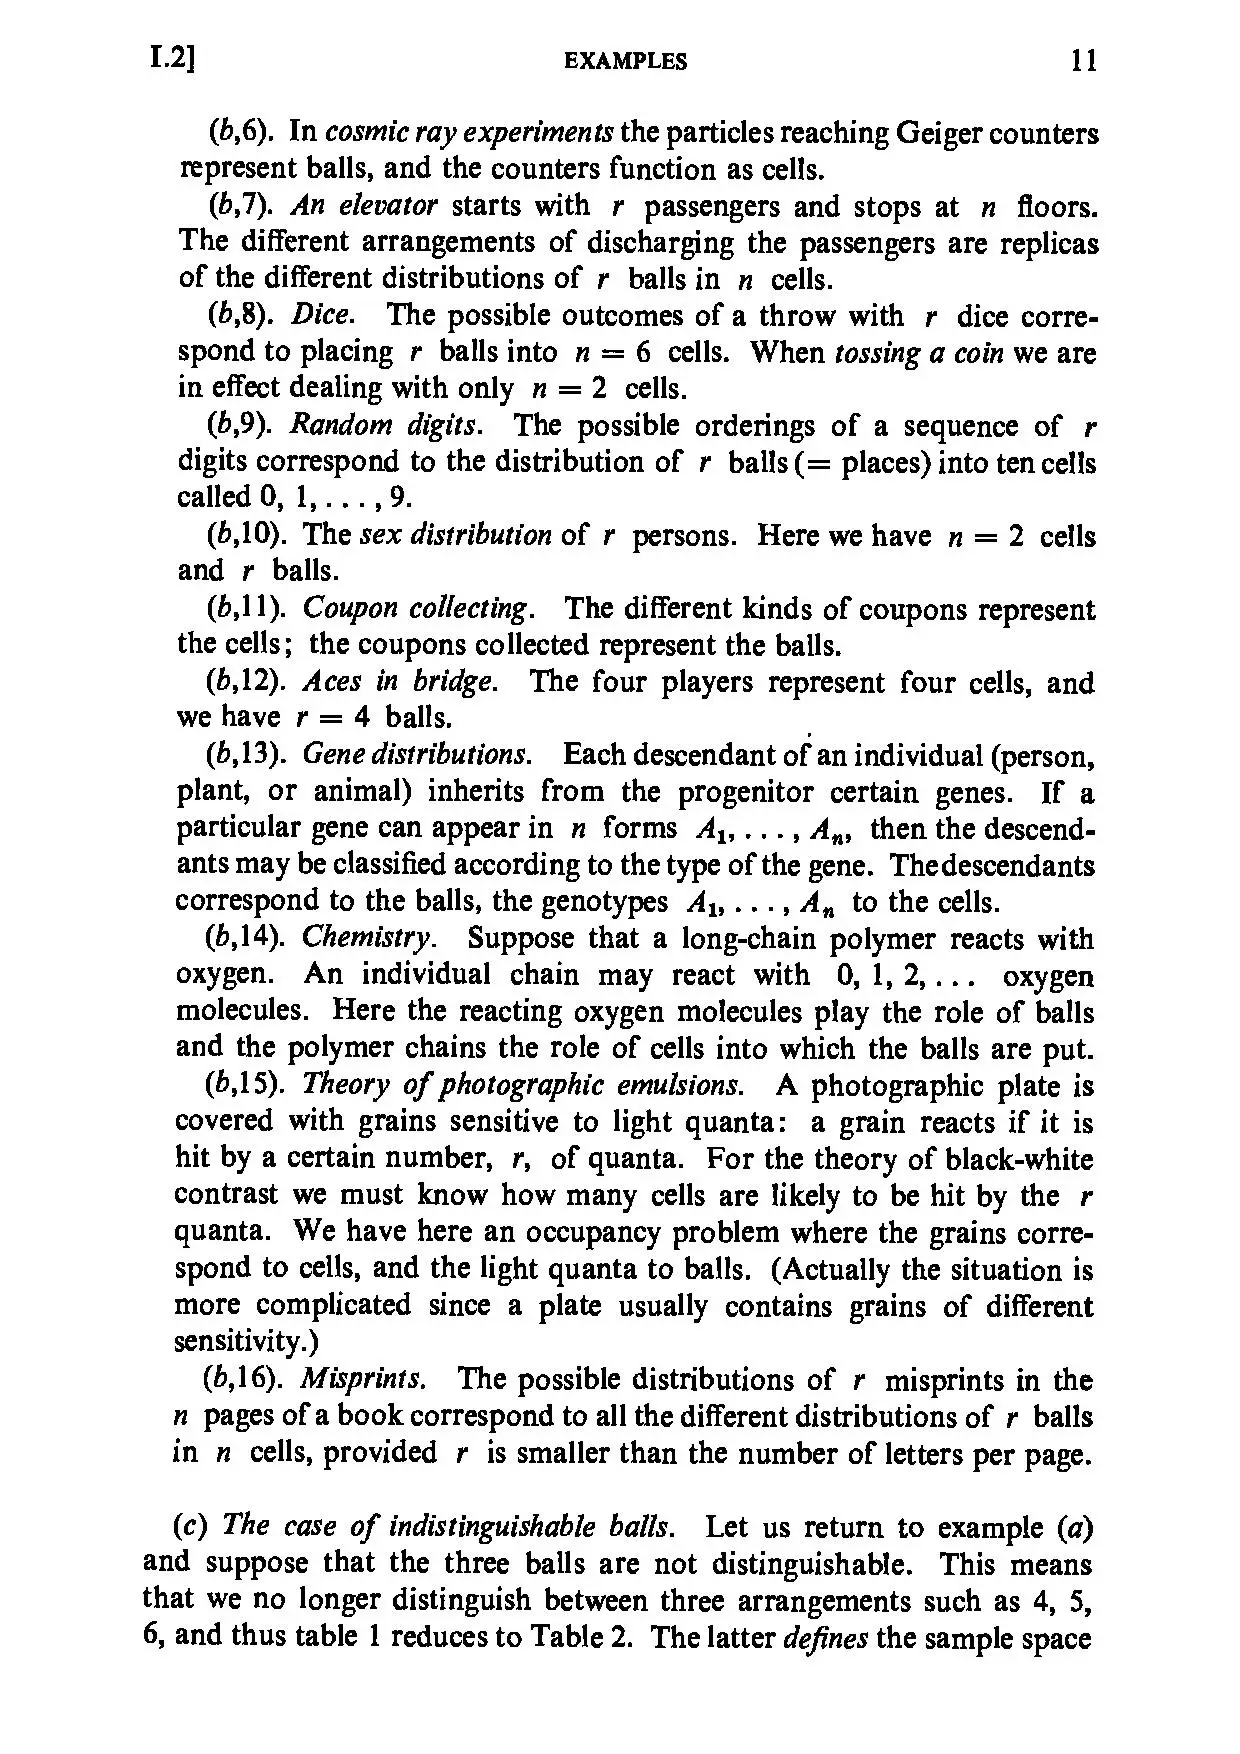 I.2] EXAMPLES 11
(b,6). In cosmic ray experiments the particles reaching Geiger counters
represent balls, and the counters function as cells.
(b,7). An elevator starts with r passengers and stops at n floors.
The different arrangements of discharging the passengers are replicas
of the different distributions of r balls in n cells.
(b,8). Dice. The possible outcomes of a throw with r dice corre-
spond to placing r balls into n = 6 cells. When tossing a coin we are
in effect dealing with only n = 2 cells.
(b,9). Random digits. The possible orderings of a sequence of r
digits correspond to the distribution of r balls (= places) into ten cells
called 0, 1, . . . , 9.
(b,10). The sex distribution of r persons. Here we have n = 2 cells
and r balls.
(b,11). Coupon collecting. The different kinds of coupons represent
the cells; the coupons collected represent the balls.
(b,12). Aces in bridge. The four players represent four cells, and
we have r = 4 balls.
(b,13). Gene distributions. Each descendant of an individual (person,
plant, or animal) inherits from the progenitor certain genes. If a
particular gene can appear in n forms A₁, . . . , Aₙ, then the descend-
ants may be classified according to the type of the gene. The descendants
correspond to the balls, the genotypes A₁, . . . , Aₙ to the cells.
(b,14). Chemistry. Suppose that a long-chain polymer reacts with
oxygen. An individual chain may react with 0, 1, 2, . . . oxygen
molecules. Here the reacting oxygen molecules play the role of balls
and the polymer chains the role of cells into which the balls are put.
(b,15). Theory of photographic emulsions. A photographic plate is
covered with grains sensitive to light quanta: a grain reacts if it is
hit by a certain number, r, of quanta. For the theory of black-white
contrast we must know how many cells are likely to be hit by the r
quanta. We have here an occupancy problem where the grains corre-
spond to cells, and the light quanta to balls. (Actually the situation is
more complicated since a plate usually contains grains of different
sensitivity.)
(b,16). Misprints. The possible distributions of r misprints in the
n pages of a book correspond to all the different distributions of r balls
in n cells, provided r is smaller than the number of letters per page.
(c) The case of indistinguishable balls. Let us return to example (a)
and suppose that the three balls are not distinguishable. This means
that we no longer distinguish between three arrangements such as 4, 5,
6, and thus table 1 reduces to Table 2. The latter defines the sample space